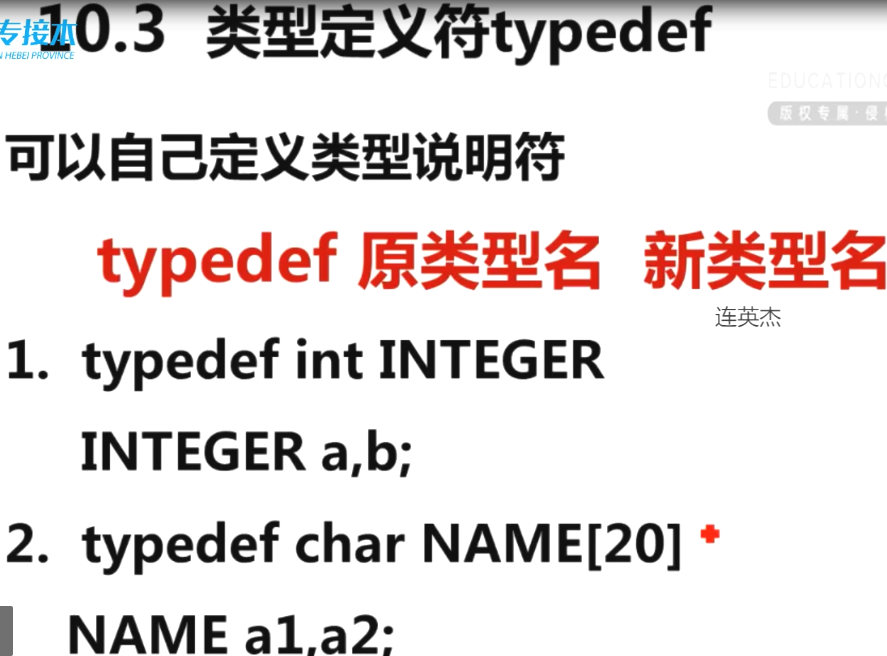 专接本
N HEBEI PROVINCE
10.3 类型定义符typedef
EDUCATION
版权专属·侵
可以自己定义类型说明符
typedef 原类型名 新类型名
连英杰
1. typedef int INTEGER
INTEGER a,b;
2. typedef char NAME[20]
NAME a1,a2;